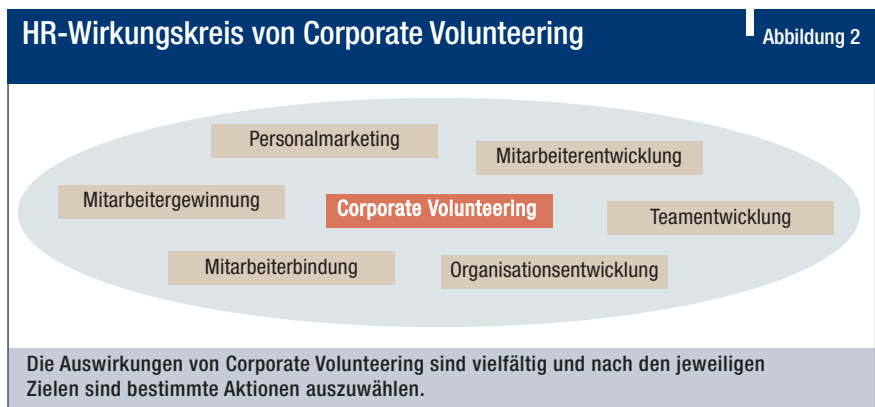 HR-Wirkungskreis von Corporate Volunteering
Abbildung 2
Personalmarketing
Mitarbeiterentwicklung
Mitarbeitergewinnung
Corporate Volunteering
Teamentwicklung
Mitarbeiterbindung
Organisationsentwicklung
Die Auswirkungen von Corporate Volunteering sind vielfältig und nach den jeweiligen
Zielen sind bestimmte Aktionen auszuwählen.